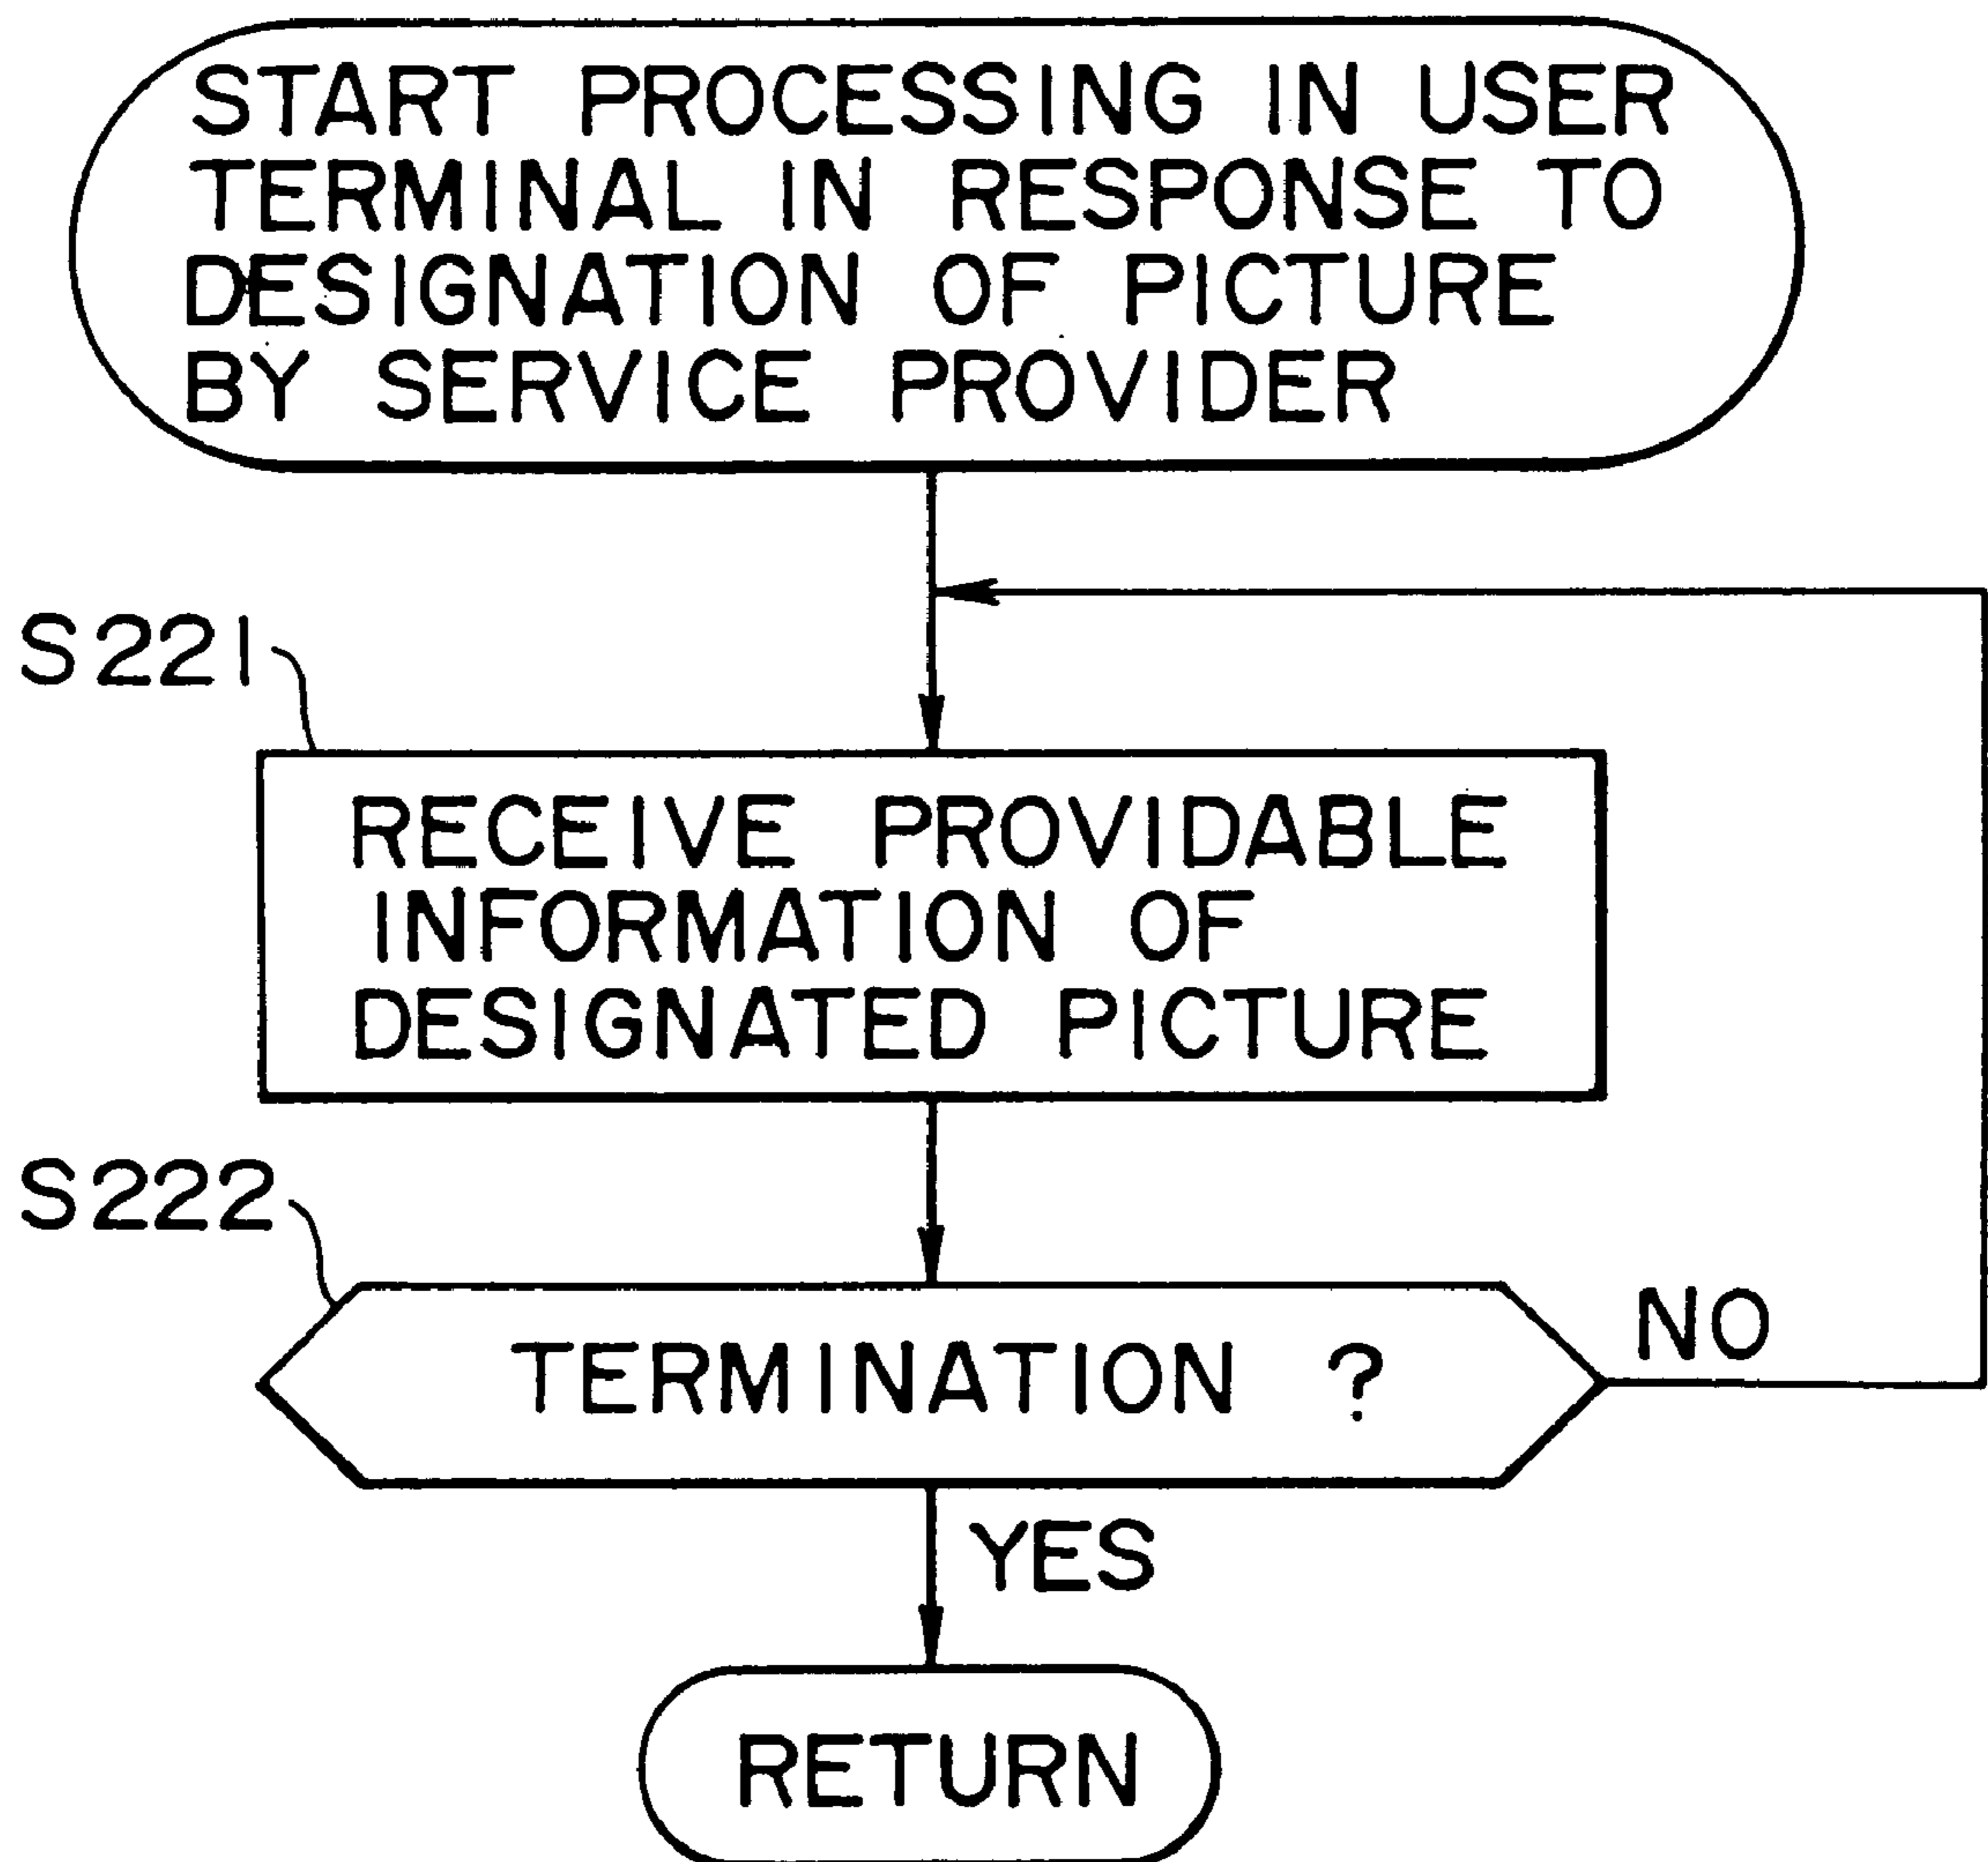 START PROCESSING IN USER
TERMINAL IN RESPONSE TO
DESIGNATION OF PICTURE
BY SERVICE PROVIDER
S221
RECEIVE PROVIDABLE
INFORMATION OF
DESIGNATED PICTURE
S222
TERMINATION ?
NO
YES
RETURN